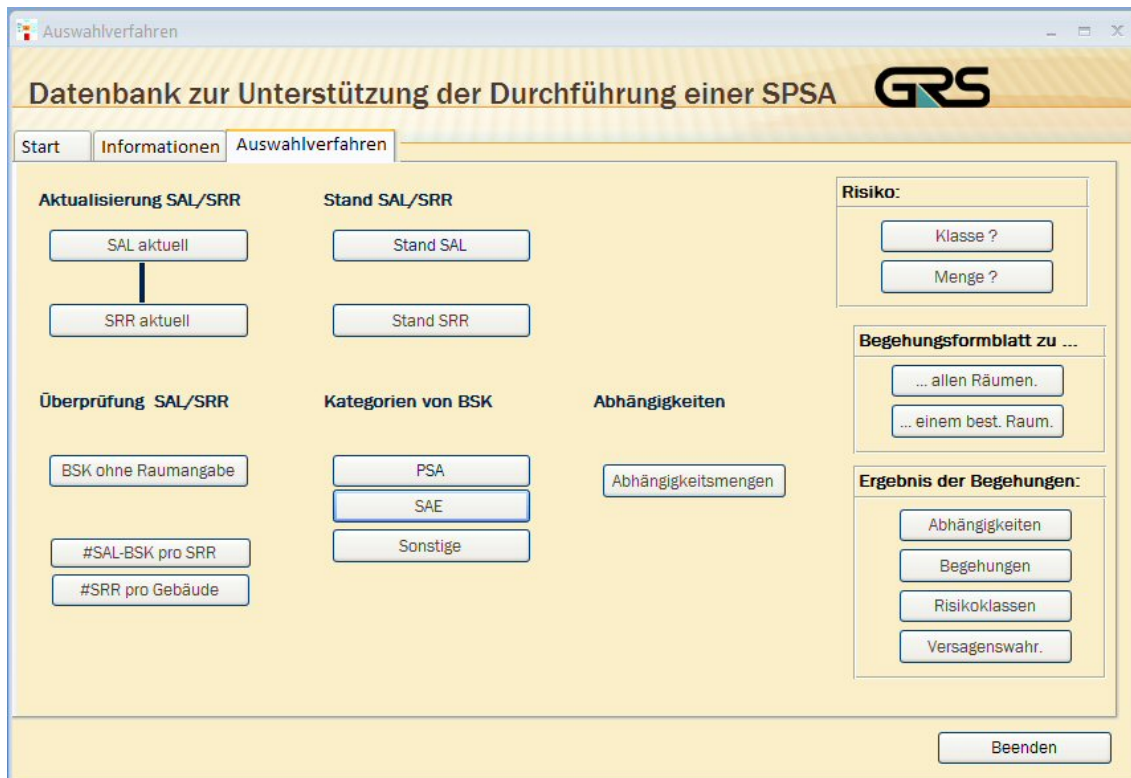 Auswahlverfahren
Datenbank zur Unterstützung der Durchführung einer SPSA GRS
Start Informationen Auswahlverfahren
Aktualisierung SAL/SRR
SAL aktuell
SRR aktuell
Stand SAL/SRR
Stand SAL
Stand SRR
Überprüfung SAL/SRR
BSK ohne Raumangabe
#SAL-BSK pro SRR
#SRR pro Gebäude
Kategorien von BSK
PSA
SAE
Sonstige
Abhängigkeiten
Abhängigkeitsmengen
Risiko:
Klasse ?
Menge ?
Begehungsformblatt zu ...
... allen Räumen.
... einem best. Raum.
Ergebnis der Begehungen:
Abhängigkeiten
Begehungen
Risikoklassen
Versagenswahr.
Beenden